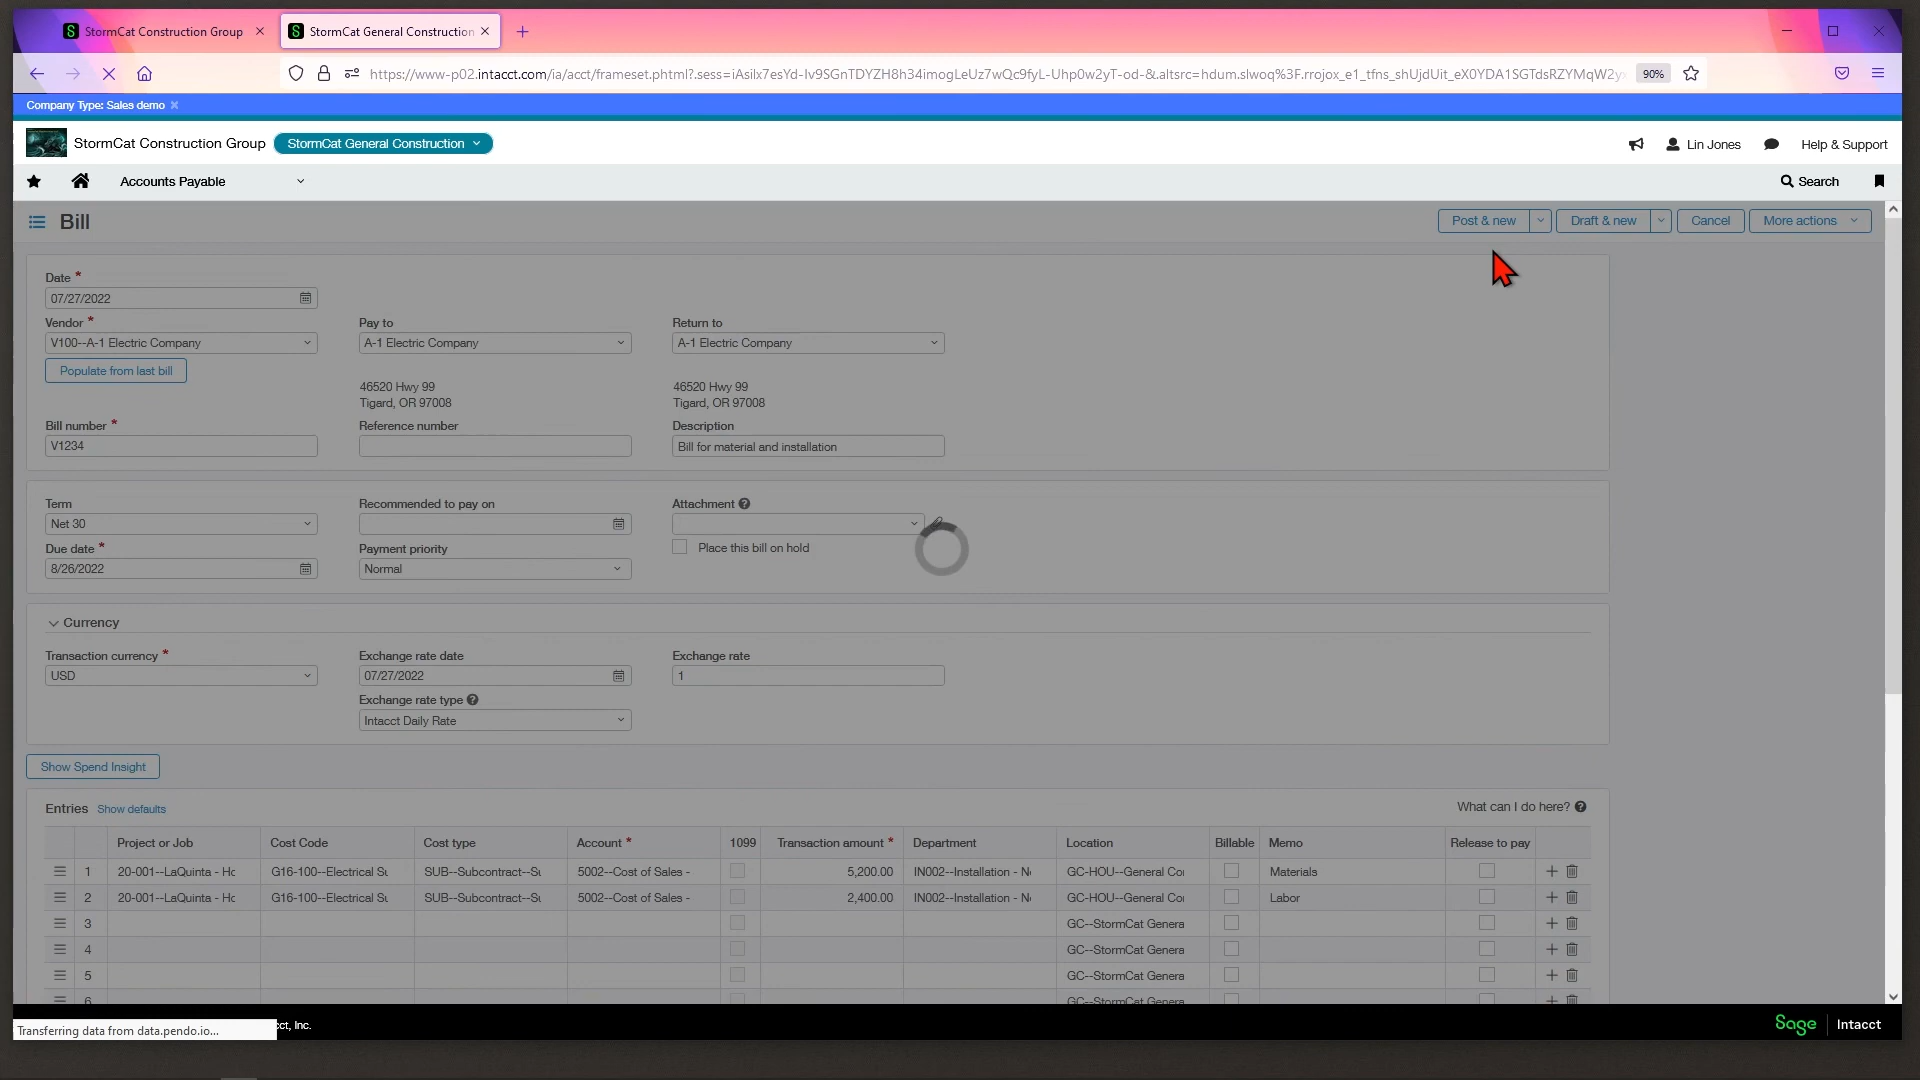 StormCat Construction Group
StormCat General Construction
https://www-p02.intacct.com/ia/acct/frameset.phtml?.sess=
90%
Company Type: Sales demo
StormCat Construction Group
StormCat General Construction
Lin Jones
Help & Support
Accounts Payable
Search
Bill
Post & new
Draft & new
Cancel
More actions
Date *
07/27/2022
Vendor *
Pay to
Return to
V100--A-1 Electric Company
A-1 Electric Company
A-1 Electric Company
Populate from last bill
46520 Hwy 99
46520 Hwy 99
Tigard, OR 97008
Tigard, OR 97008
Bill number *
Reference number
Description
V1234
Bill for material and installation
Term
Recommended to pay on
Attachment
Net 30
Due date *
Payment priority
Place this bill on hold
8/26/2022
Normal
Currency
Transaction currency *
Exchange rate date
Exchange rate
USD
07/27/2022
1
Exchange rate type
Intacct Daily Rate
Show Spend Insight
Entries Show defaults
What can I do here?
Project or Job Cost Code Cost type Account * 1099 Transaction amount * Department Location Billable Memo Release to pay
1 20-001--LaQuinta - Hc G16-100--Electrical Su SUB--Subcontract--Su 5002--Cost of Sales - 5,200.00 IN002--Installation - N GC-HOU--General Co Materials
2 20-001--LaQuinta - Hc G16-100--Electrical Su SUB--Subcontract--Su 5002--Cost of Sales - 2,400.00 IN002--Installation - N GC-HOU--General Co Labor
3 GC--StormCat Genera
4 GC--StormCat Genera
5 GC--StormCat Genera
6 GC--StormCat Genera
Transferring data from data.pendo.io...
ct, Inc.
Sage Intacct